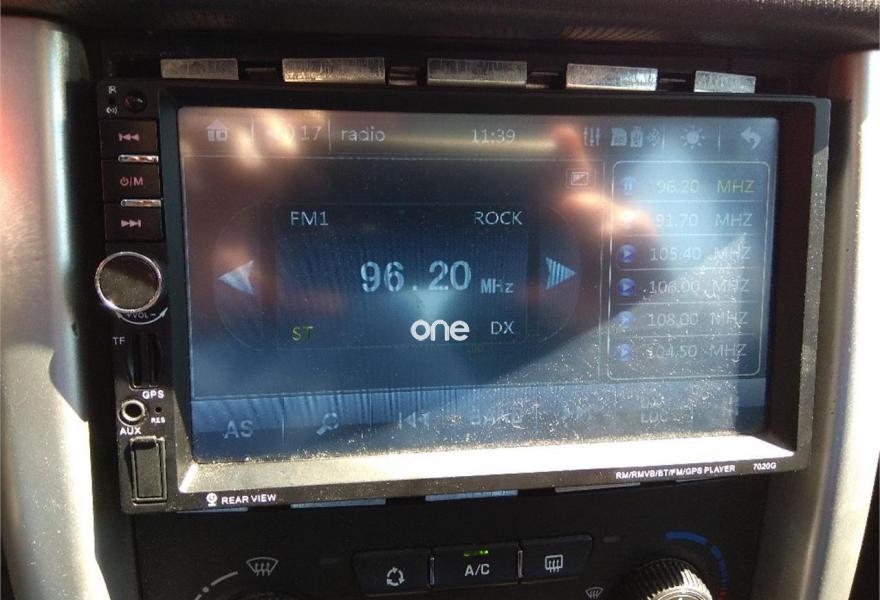 17 radio 11:39
FM1 ROCK
96.20 MHz
one
ST DX
96.20 MHZ
91.70 MHZ
105.40 MHZ
106.00 MHZ
108.00 MHZ
104.50 MHZ
AS
LOC
⏻/M
+VOL-
TF
GPS
RES
AUX
REAR VIEW
RM/RMVB/BT/FM/GPS PLAYER 7020G
A/C